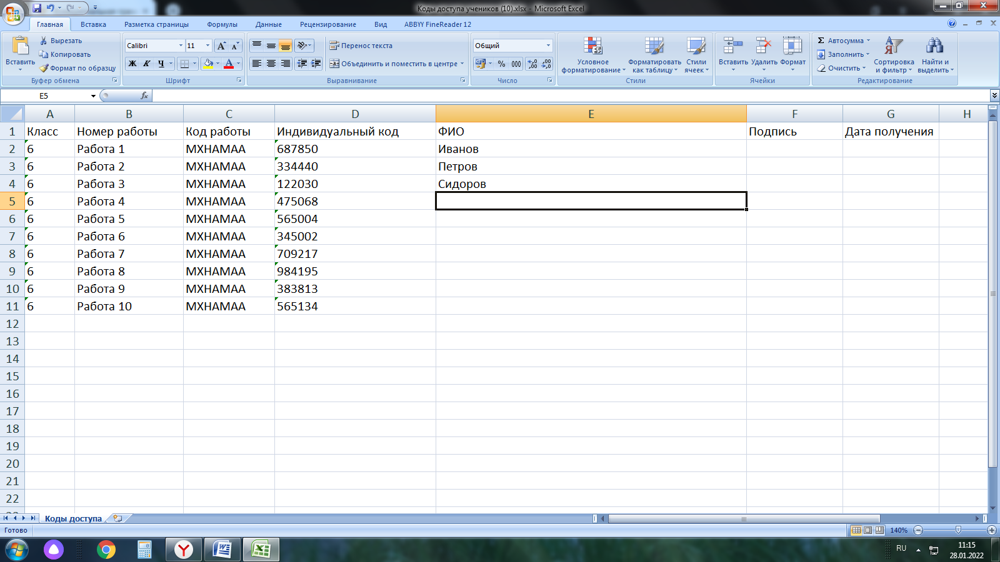 Коды доступа учеников (10).xlsx - Microsoft Excel
Главная Вставка Разметка страницы Формулы Данные Рецензирование Вид ABBYY FineReader 12
Вставить Вырезать Копировать Формат по образцу
Буфер обмена
Calibri 11
Ж К Ч
Шрифт
Перенос текста
Объединить и поместить в центре
Выравнивание
Общий
% 000
Число
Условное форматирование Форматировать как таблицу Стили ячеек
Стили
Вставить Удалить Формат
Ячейки
Σ Автосумма Заполнить Очистить Сортировка и фильтр Найти и выделить
Редактирование
E5 fx
A B C D E F G H
1 Класс Номер работы Код работы Индивидуальный код ФИО Подпись Дата получения
2 6 Работа 1 МХНАМАА 687850 Иванов
3 6 Работа 2 МХНАМАА 334440 Петров
4 6 Работа 3 МХНАМАА 122030 Сидоров
5 6 Работа 4 МХНАМАА 475068
6 6 Работа 5 МХНАМАА 565004
7 6 Работа 6 МХНАМАА 345002
8 6 Работа 7 МХНАМАА 709217
9 6 Работа 8 МХНАМАА 984195
10 6 Работа 9 МХНАМАА 383813
11 6 Работа 10 МХНАМАА 565134
12
13
14
15
16
17
18
19
20
21
22
Коды доступа
Готово 140%
RU 11:15
28.01.2022